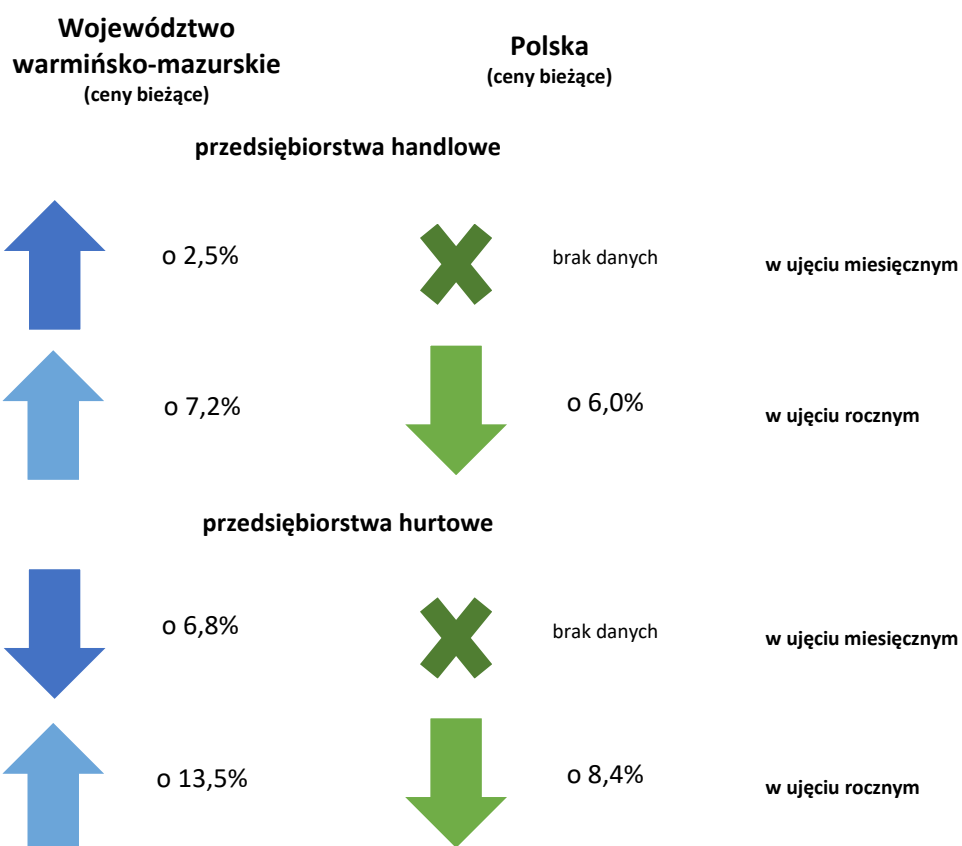 Województwo
warmińsko-mazurskie
(ceny bieżące)
Polska
(ceny bieżące)
przedsiębiorstwa handlowe
o 2,5%
brak danych
w ujęciu miesięcznym
o 7,2%
o 6,0%
w ujęciu rocznym
przedsiębiorstwa hurtowe
o 6,8%
brak danych
w ujęciu miesięcznym
o 13,5%
o 8,4%
w ujęciu rocznym